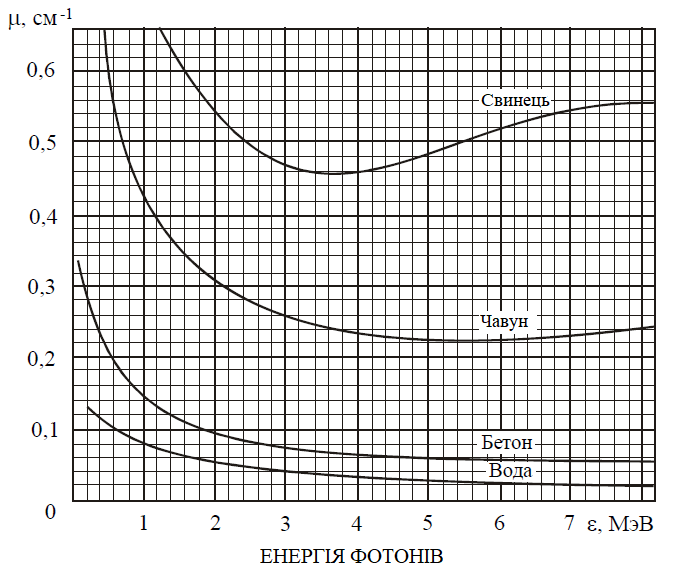 μ, см⁻¹
0,6
Свинець
0,5
0,4
0,3
Чавун
0,2
0,1
Бетон
Вода
0
1 2 3 4 5 6 7 ε, МэВ
ЕНЕРГІЯ ФОТОНІВ